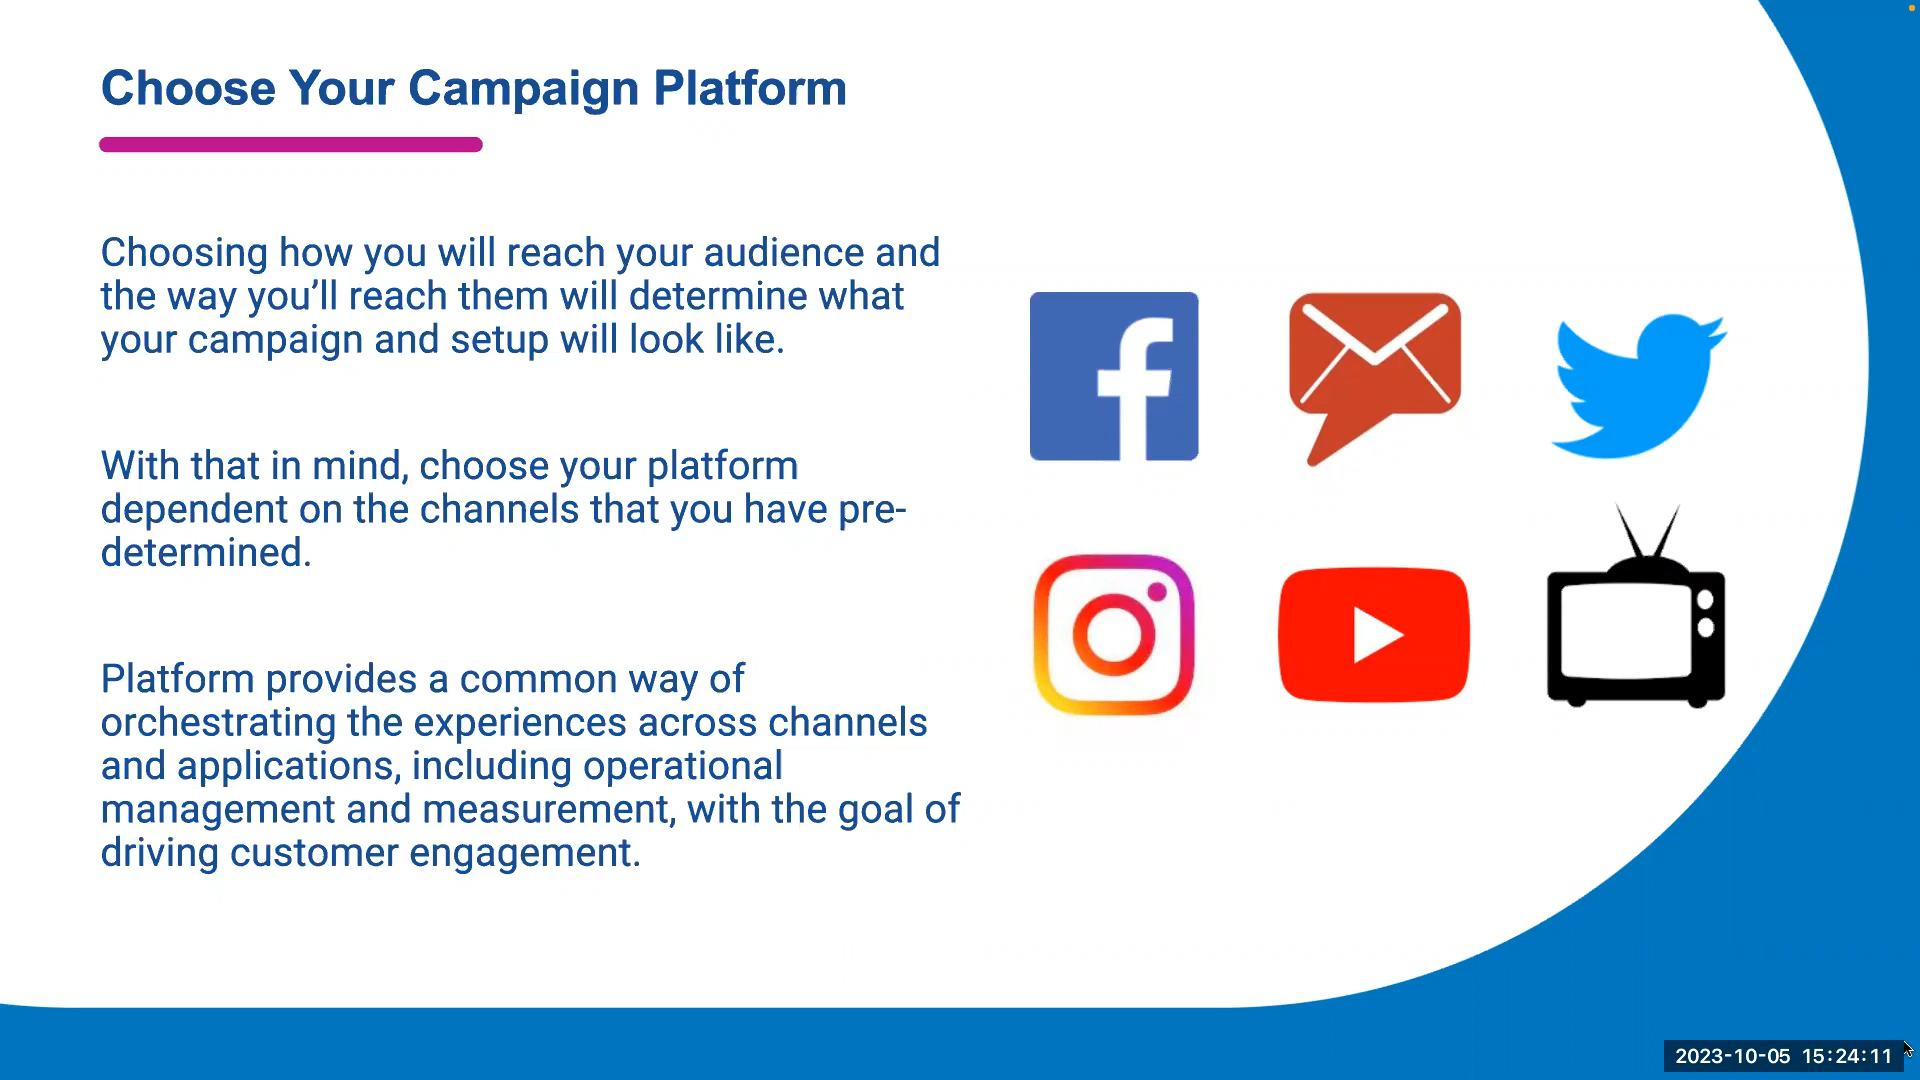 Choose Your Campaign Platform
Choosing how you will reach your audience and
the way you’ll reach them will determine what
your campaign and setup will look like.
With that in mind, choose your platform
dependent on the channels that you have pre-
determined.
Platform provides a common way of
orchestrating the experiences across channels
and applications, including operational
management and measurement, with the goal of
driving customer engagement.
2023-10-05 15:24:11